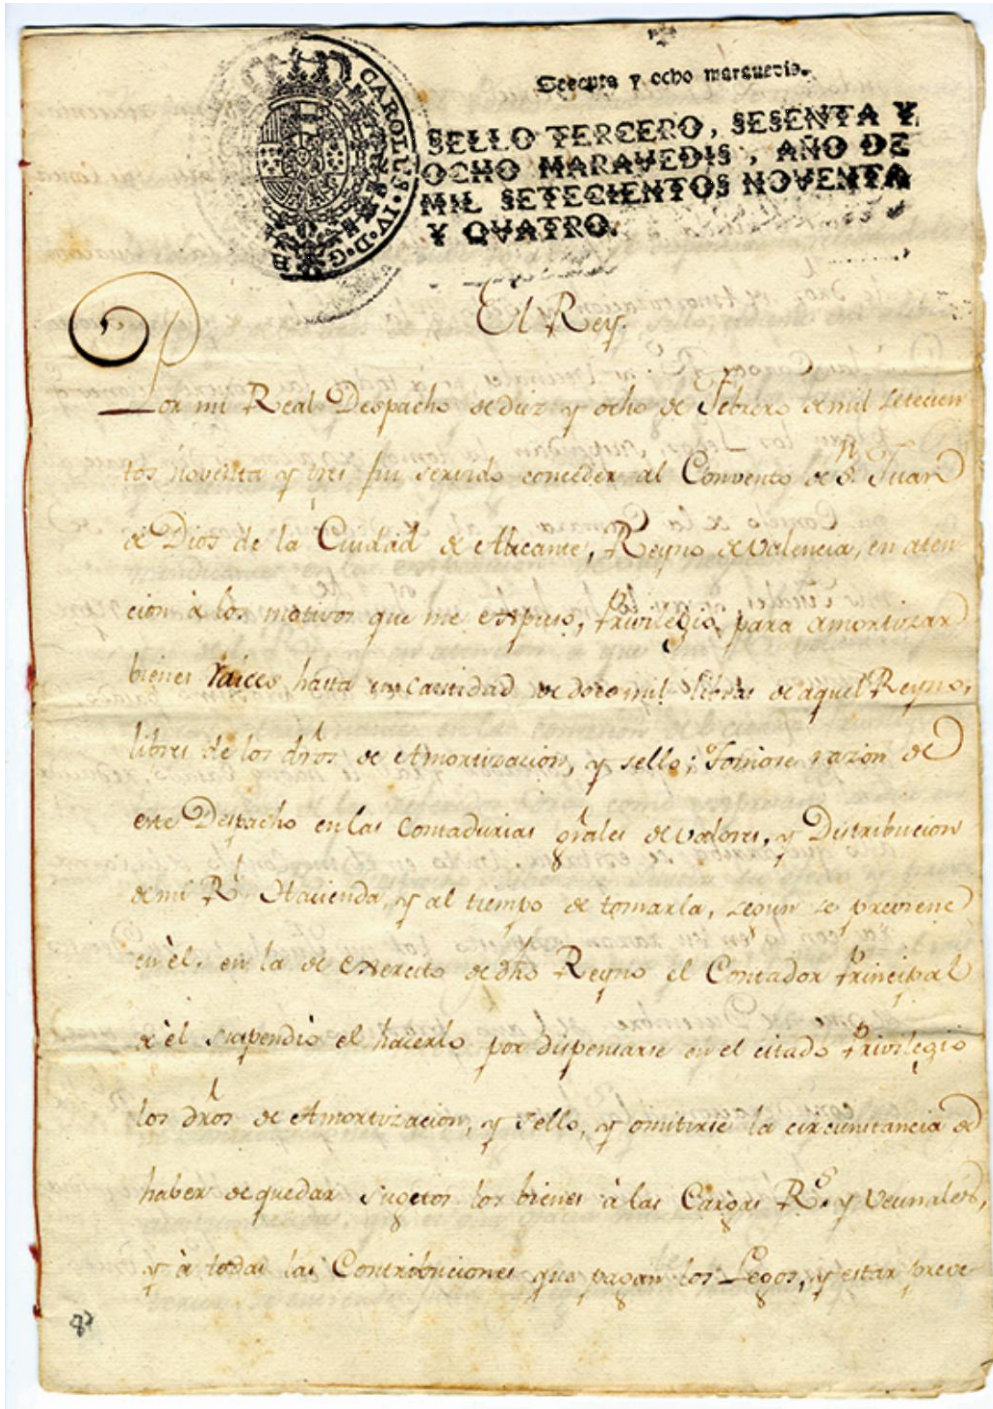 Sesenta y ocho marauedis.
SELLO TERCERO, SESENTA Y
OCHO MARAVEDIS, AÑO DE
MIL SETECIENTOS NOVENTA
Y QVATRO.
CAROLUS·IV·D·G·
El Rey.
Por mi Real Despacho de diez y ocho de Febrero de mil setecien
tos noventa y tres fui servido conceder al Convento de S.n Juan
de Dios de la Ciudad de Alicante, Reyno de Valencia, en aten
cion à los motivos que me expuso, Privilegio para amortizar
bienes raíces hasta en cantidad de doce mil libras de aquel Reyno,
libres de los dros de Amortizacion, y sello; Tomose razon de
este Despacho en las Contadurias grales de Valores, y Distribucion
de mi Rl Hacienda, y al tiempo de tomarla, segun se previene
en èl, en la de Exercito de dho Reyno el Contador Principal
de èl suspendiò el hacerlo por dispensarse en el citado Privilegio
los dros de Amortizacion, y sello, y omitirse la circunstancia de
haber de quedar sugetos los bienes à las Cargas Rs. y Vecinales,
y à todas las Contribuciones que pagan los Legos, y estar preve-